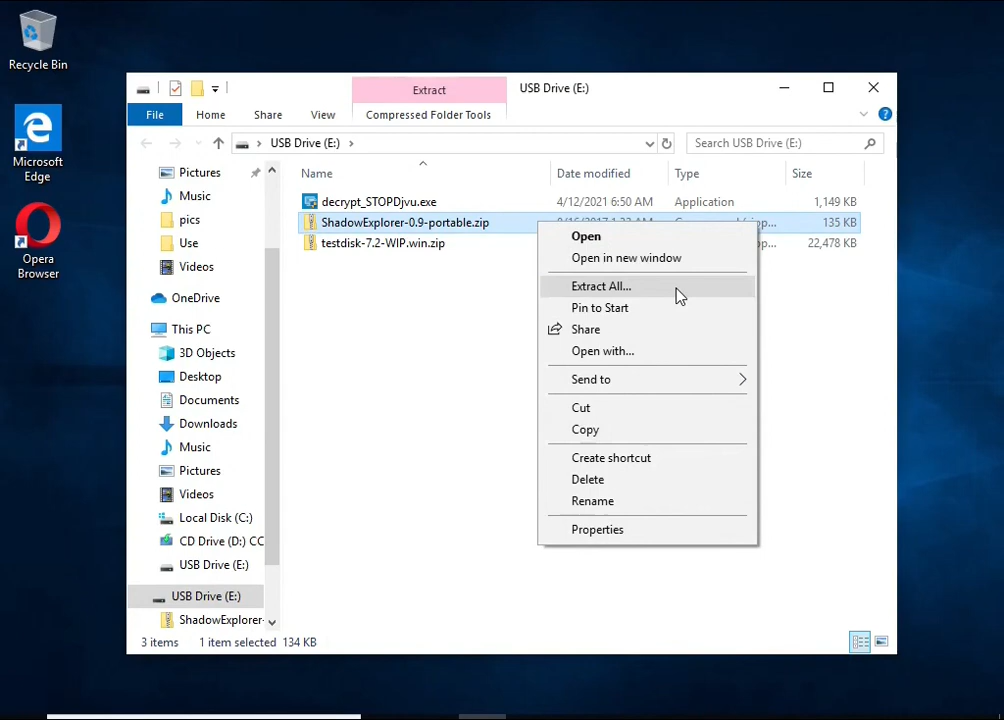 Recycle Bin
Microsoft
Edge
Opera
Browser
Extract
USB Drive (E:)
File
Home
Share
View
Compressed Folder Tools
USB Drive (E:)
Search USB Drive (E:)
Name
Date modified
Type
Size
decrypt_STOPDjvu.exe
4/12/2021 6:50 AM
Application
1,149 KB
ShadowExplorer-0.9-portable.zip
135 KB
testdisk-7.2-WIP.win.zip
22,478 KB
Pictures
Music
pics
Use
Videos
OneDrive
This PC
3D Objects
Desktop
Documents
Downloads
Music
Pictures
Videos
Local Disk (C:)
CD Drive (D:) CC
USB Drive (E:)
USB Drive (E:)
ShadowExplorer-
Open
Open in new window
Extract All...
Pin to Start
Share
Open with...
Send to
Cut
Copy
Create shortcut
Delete
Rename
Properties
3 items
1 item selected
134 KB